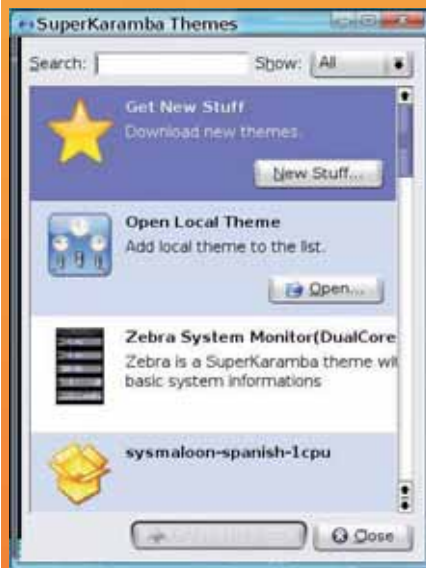 SuperKaramba Themes
Search:
Show: All
Get New Stuff
Download new themes.
New Stuff...
Open Local Theme
Add local theme to the list.
Open...
Zebra System Monitor(DualCore
Zebra is a SuperKaramba theme wit
basic system informations
sysmaloon-spanish-1cpu
Close